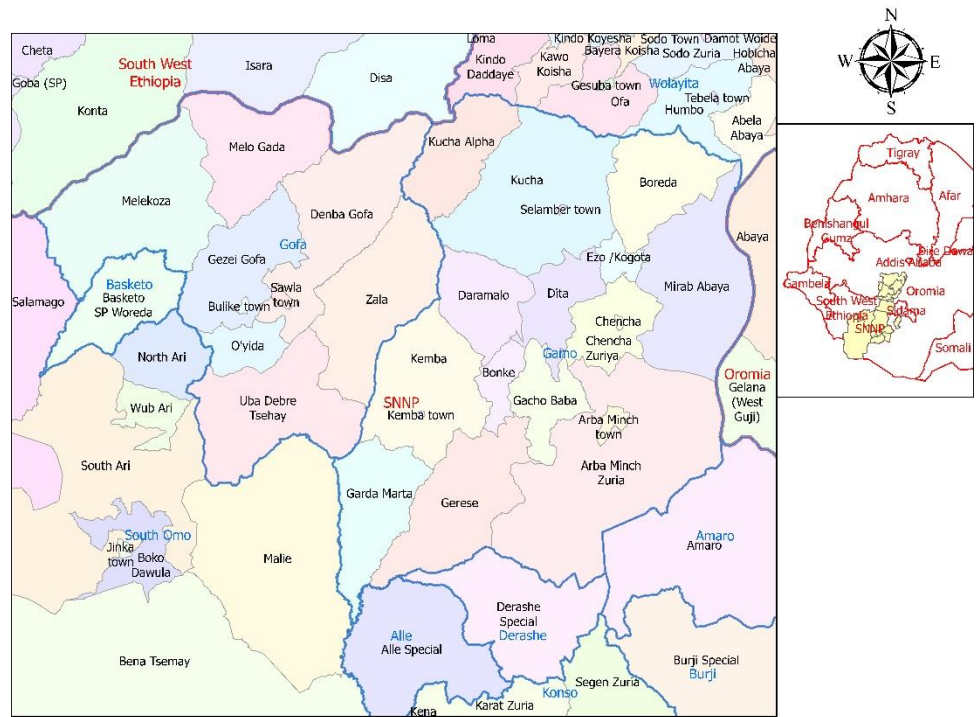 N
W
E
S
Cheta
Goba (SP)
South West
Ethiopia
Konta
Isara
Disa
Loma
Kindo
Daddaye
Kindo Koyesha
Kawo
Koisha
Bayera Koisha
Sodo Town
Sodo Zuria
Damot Woide
Hobicha
Abaya
Gesuba town
Ofa
Wolayita
Humbo
Tebela town
Abela
Abaya
Melo Gada
Kucha Alpha
Kucha
Boreda
Melekoza
Denba Gofa
Selamber town
Gofa
Gezei Gofa
Ezo /Kogota
Abaya
Basketo
Basketo
SP Woreda
Salamago
Bulike town
Sawla
town
Zala
Daramalo
Dita
Mirab Abaya
Chencha
Chencha
Zuriya
O'yida
North Ari
Kemba
Gamo
Bonke
Oromia
Gelana
(West
Guji)
Wub Ari
Uba Debre
Tsehay
SNNP
Kemba town
Gacho Baba
Arba Minch
town
South Ari
Garda Marta
Gerese
Arba Minch
Zuria
South Omo
Jinka
town
Boko
Dawula
Malie
Amaro
Amaro
Derashe
Special
Derashe
Alle
Alle Special
Bena Tsemay
Burji Special
Burji
Segen Zuria
Konso
Karat Zuria
Kena
Tigray
Amhara
Afar
Benishangul
Gumz
Dire Dawa
Addis Ababa
Gambela
Oromia
South West
Ethiopia
Sidama
SNNP
Somali